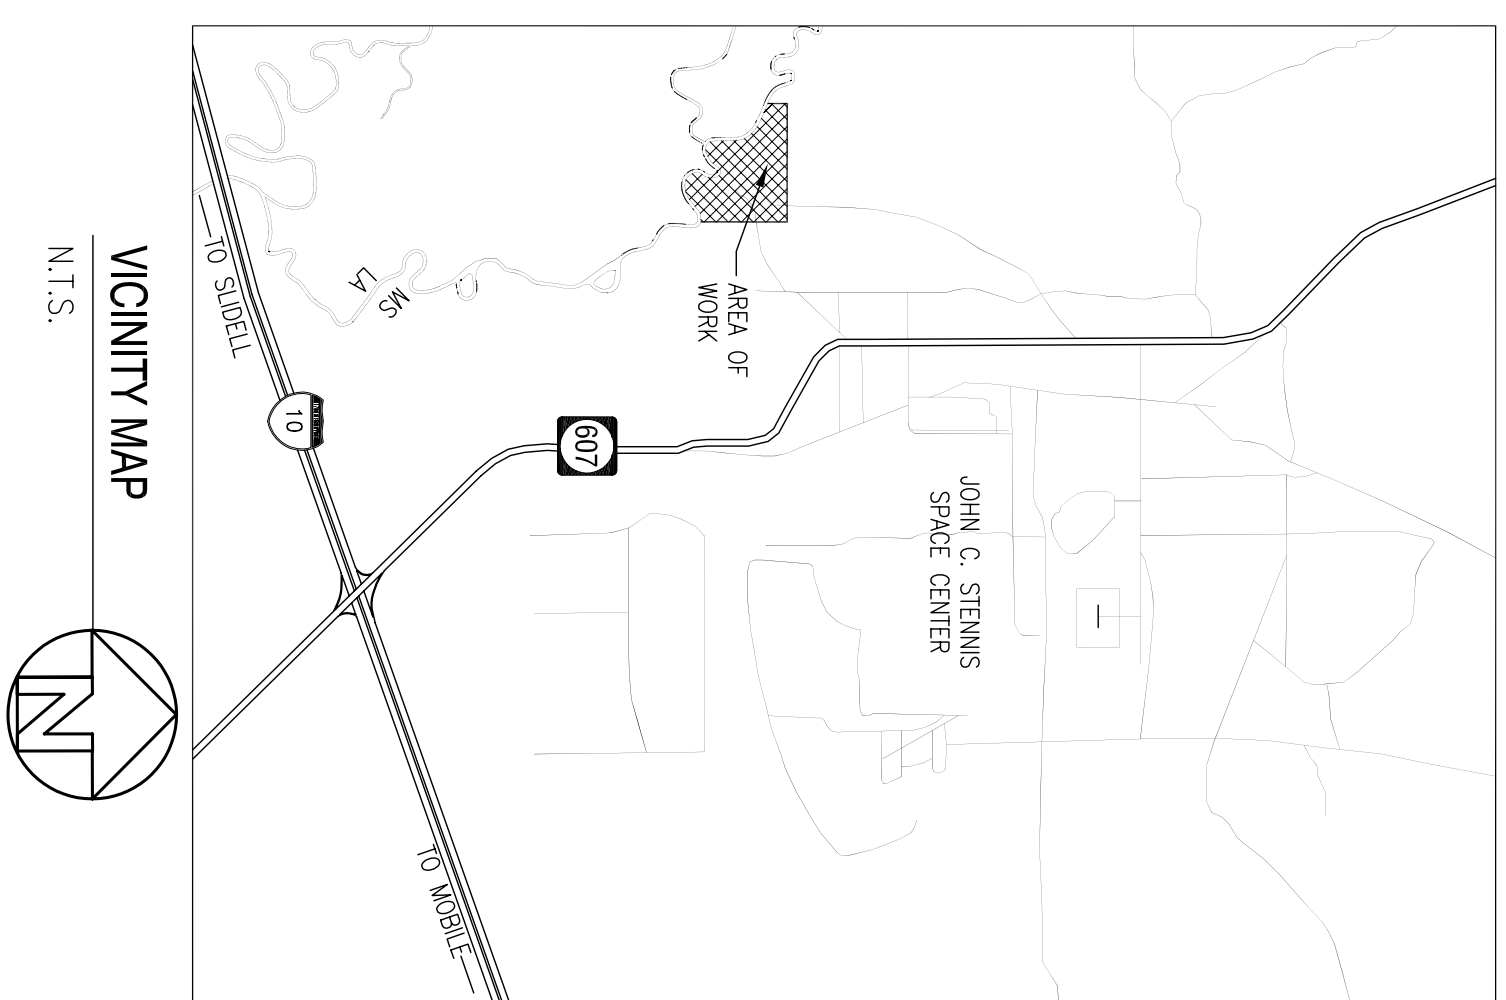 AREA OF
WORK
JOHN C. STENNIS
SPACE CENTER
607
MS
LA
TO SLIDELL
10
TO MOBILE
VICINITY MAP
N.T.S.
N